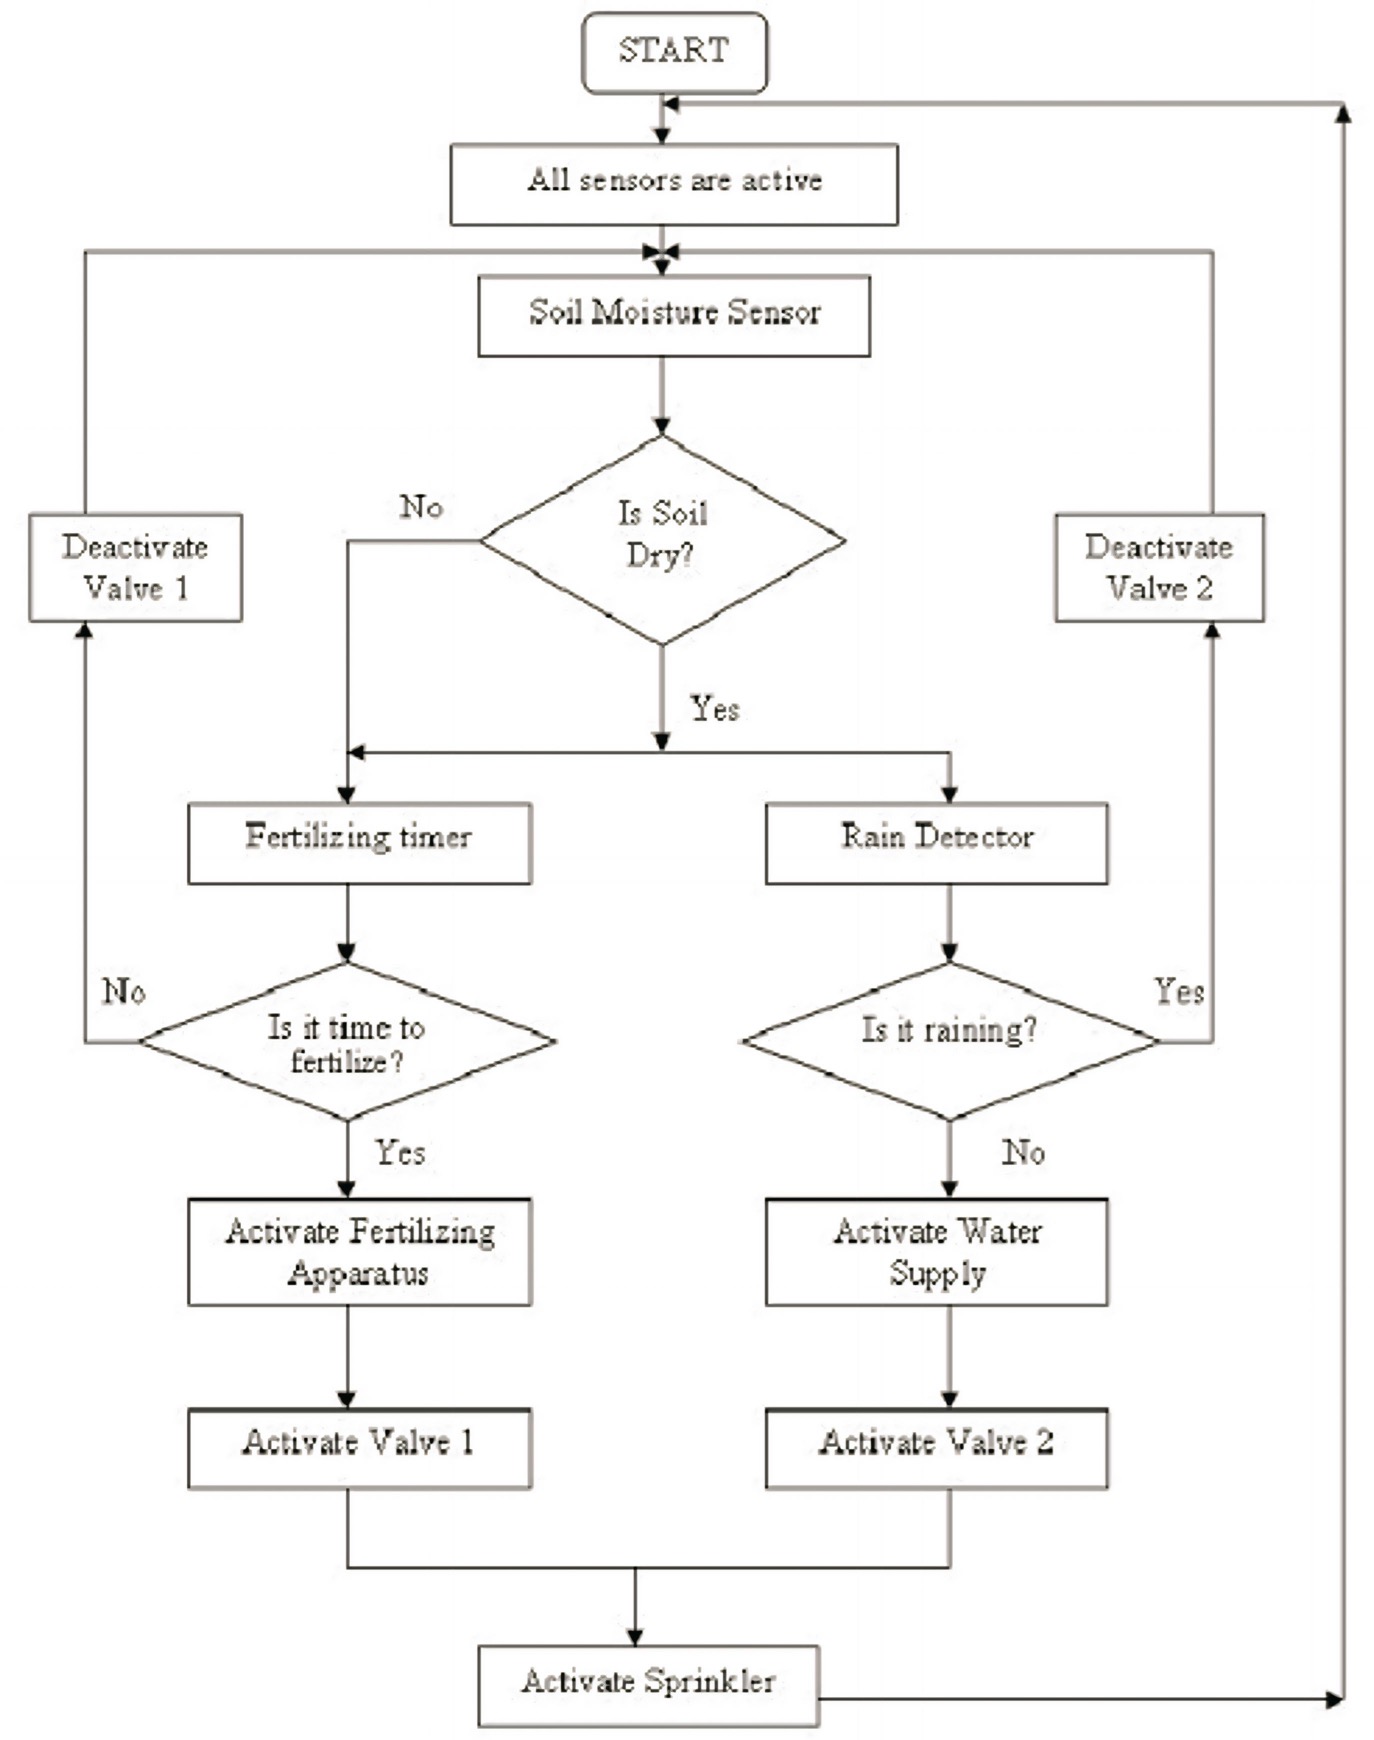 START
All sensors are active
Soil Moisture Sensor
No
Is Soil
Dry?
Deactivate
Valve 1
Deactivate
Valve 2
Yes
Fertilizing timer
Rain Detector
No
Is it time to
fertilize?
Is it raining?
Yes
Yes
No
Activate Fertilizing
Apparatus
Activate Water
Supply
Activate Valve 1
Activate Valve 2
Activate Sprinkler